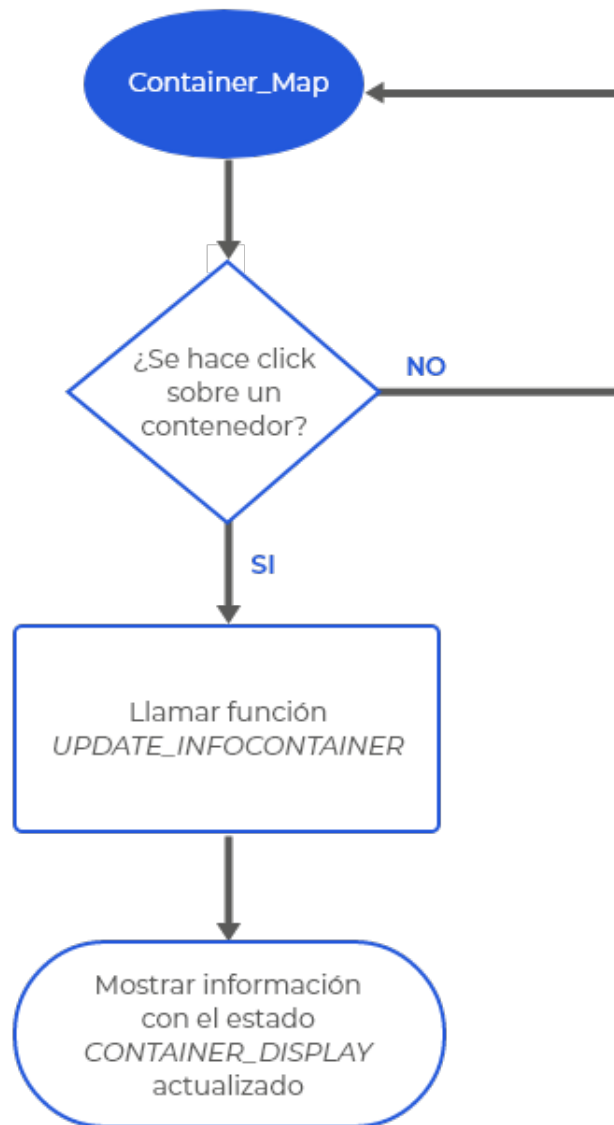 Container_Map
¿Se hace click
sobre un
contenedor?
NO
SI
Llamar función
UPDATE_INFOCONTAINER
Mostrar información
con el estado
CONTAINER_DISPLAY
actualizado